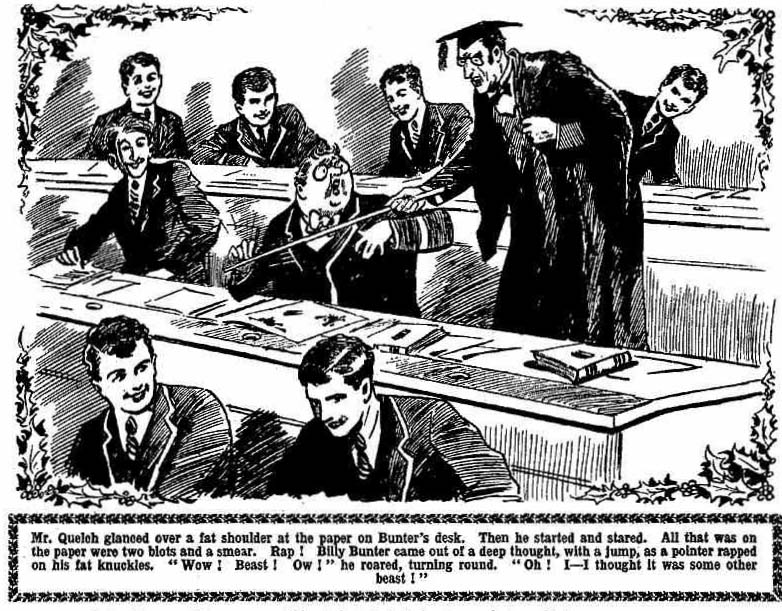 Mr. Quelch glanced over a fat shoulder at the paper on Bunter's desk. Then he started and stared. All that was on
the paper were two blots and a smear. Rap! Billy Bunter came out of a deep thought, with a jump, as a pointer rapped
on his fat knuckles. "Wow! Beast! Ow!" he roared, turning round. "Oh! I—I thought it was some other
beast!"